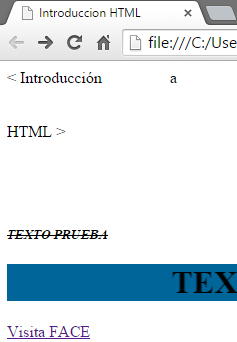 Introduccion HTML
file:///C:/Use
< Introducción a
HTML >
TEXTO PRUEBA
TEX
Visita FACE